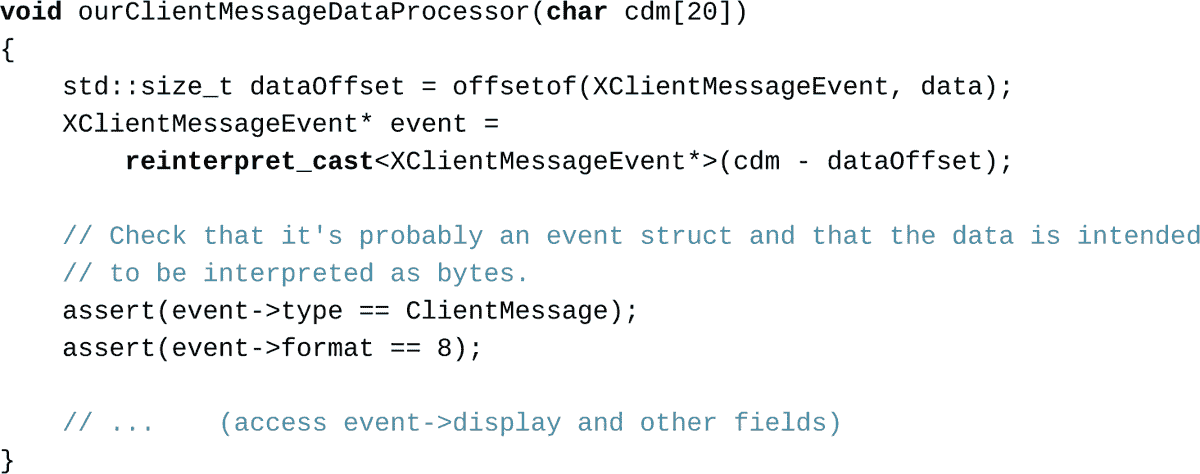 void ourClientMessageDataProcessor(char cdm[20])
{
    std::size_t dataOffset = offsetof(XClientMessageEvent, data);
    XClientMessageEvent* event =
        reinterpret_cast<XClientMessageEvent*>(cdm - dataOffset);

    // Check that it's probably an event struct and that the data is intended
    // to be interpreted as bytes.
    assert(event->type == ClientMessage);
    assert(event->format == 8);

    // ...    (access event->display and other fields)
}